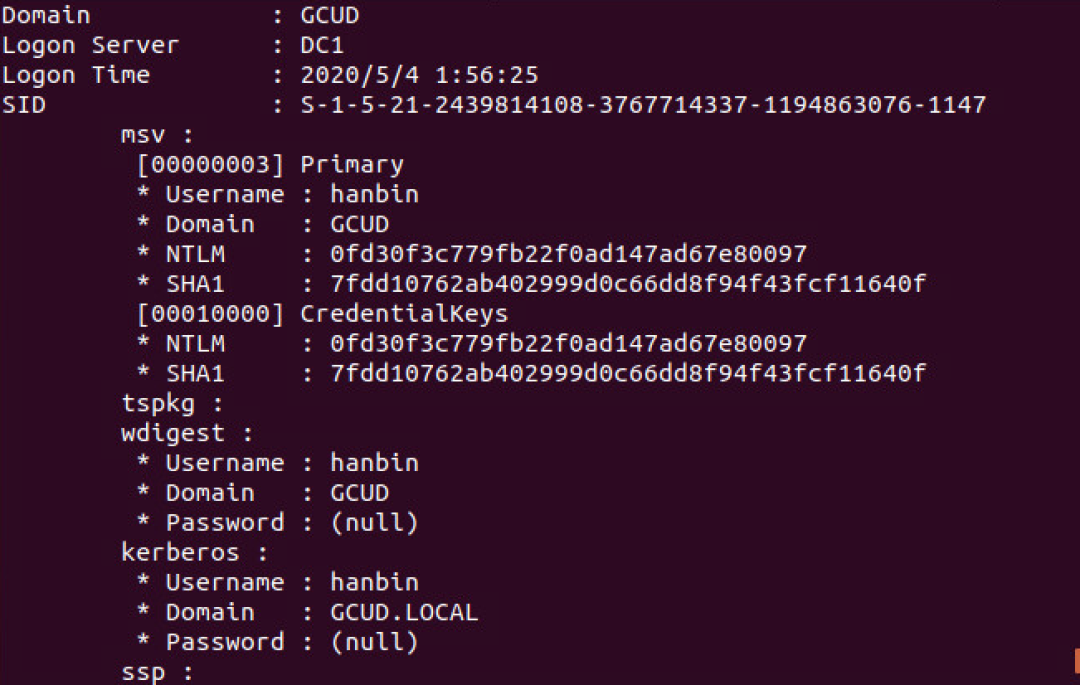 Domain            : GCUD
Logon Server      : DC1
Logon Time        : 2020/5/4 1:56:25
SID               : S-1-5-21-2439814108-3767714337-1194863076-1147
        msv :
         [00000003] Primary
         * Username : hanbin
         * Domain   : GCUD
         * NTLM     : 0fd30f3c779fb22f0ad147ad67e80097
         * SHA1     : 7fdd10762ab402999d0c66dd8f94f43fcf11640f
         [00010000] CredentialKeys
         * NTLM     : 0fd30f3c779fb22f0ad147ad67e80097
         * SHA1     : 7fdd10762ab402999d0c66dd8f94f43fcf11640f
        tspkg :
        wdigest :
         * Username : hanbin
         * Domain   : GCUD
         * Password : (null)
        kerberos :
         * Username : hanbin
         * Domain   : GCUD.LOCAL
         * Password : (null)
        ssp :